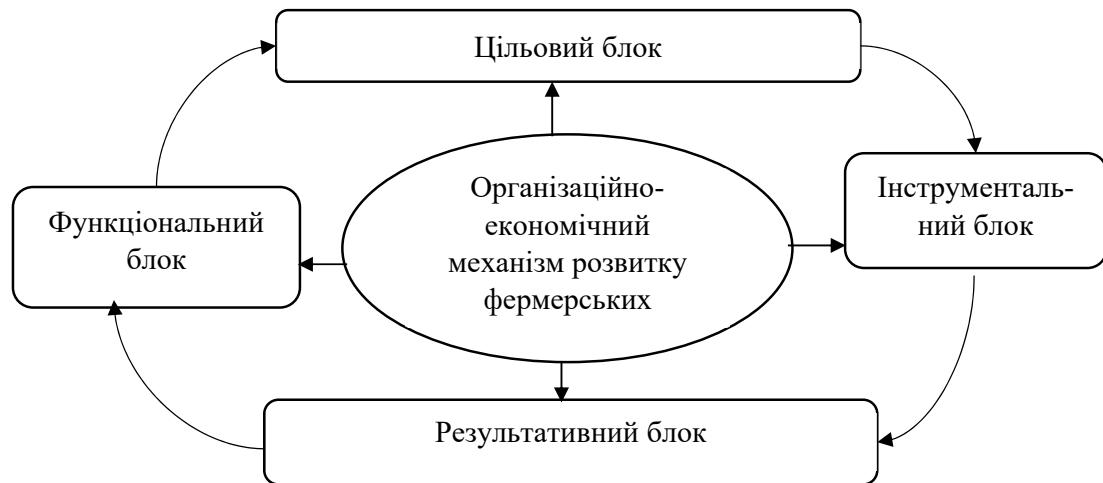 Цільовий блок
Організаційно-
економічний
механізм розвитку
фермерських
Інструменталь-
ний блок
Функціональний
блок
Результативний блок